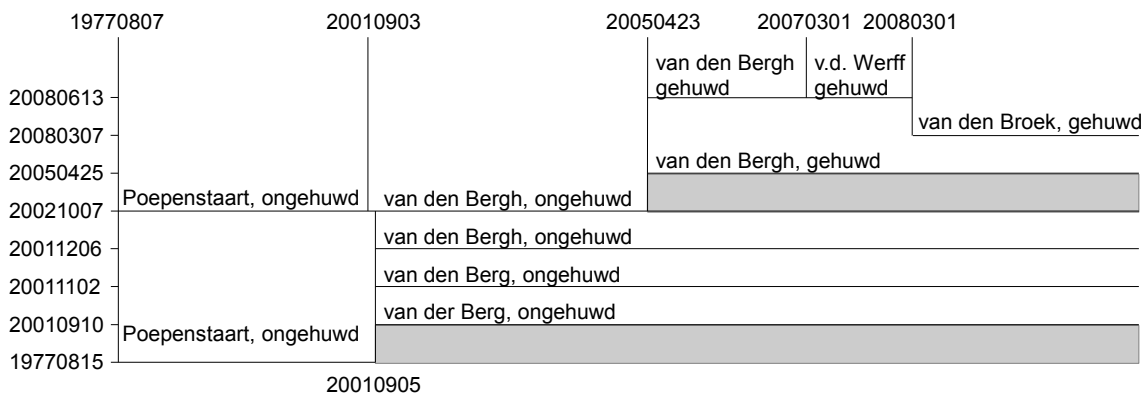 19770807 20010903 20050423 20070301 20080301
van den Bergh v.d. Werff
gehuwd gehuwd
20080613
van den Broek, gehuwd
20080307
van den Bergh, gehuwd
20050425
Poepenstaart, ongehuwd van den Bergh, ongehuwd
20021007
van den Bergh, ongehuwd
20011206
van den Berg, ongehuwd
20011102
van der Berg, ongehuwd
20010910
Poepenstaart, ongehuwd
19770815
20010905